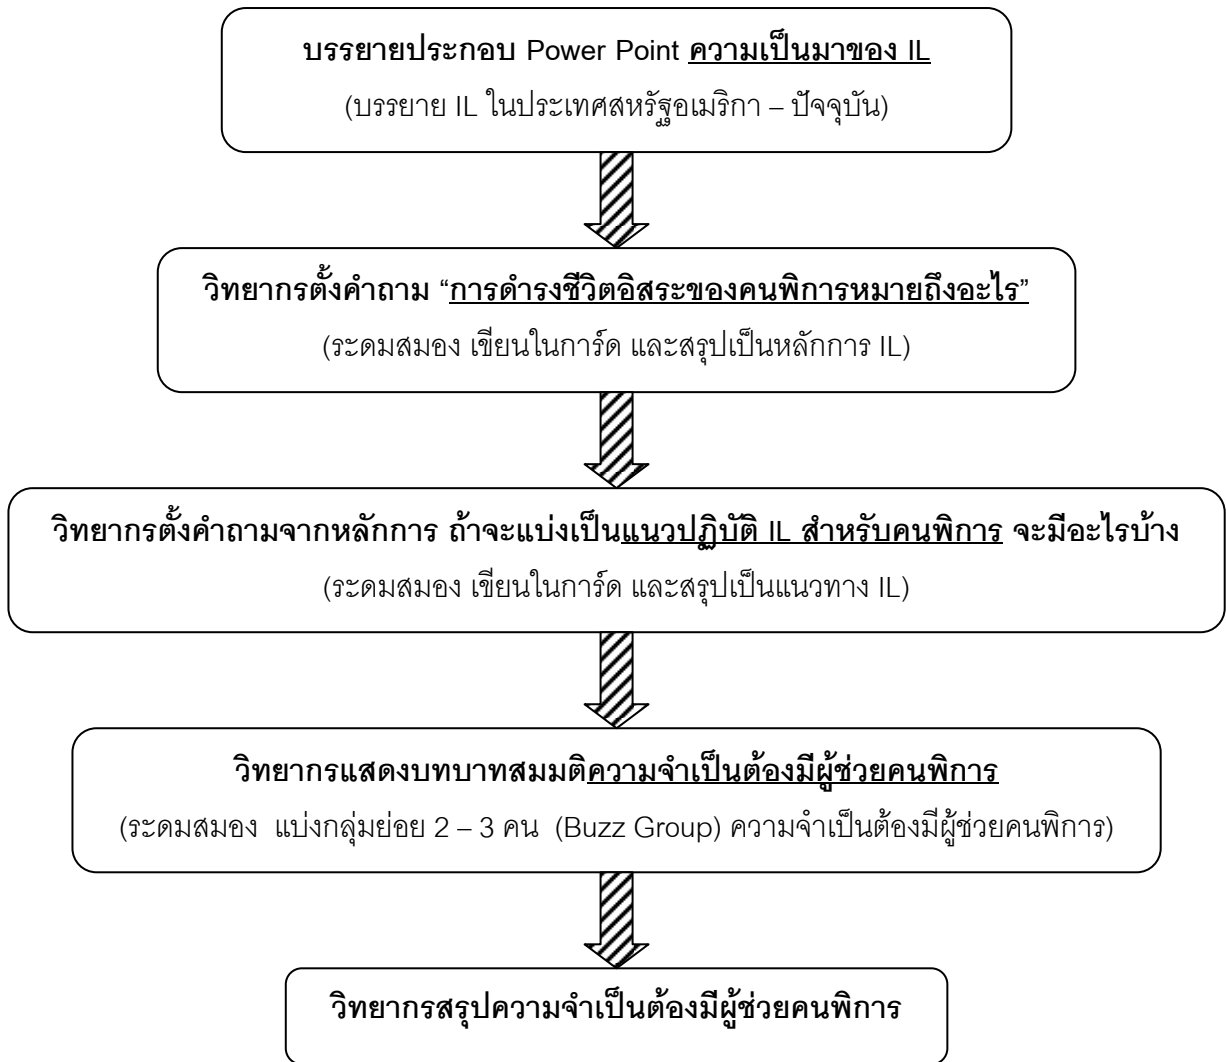 บรรยายประกอบ Power Point ความเป็นมาของ IL
(บรรยาย IL ในประเทศสหรัฐอเมริกา – ปัจจุบัน)
วิทยากรตั้งคำถาม “การดำรงชีวิตอิสระของคนพิการหมายถึงอะไร”
(ระดมสมอง เขียนในการ์ด และสรุปเป็นหลักการ IL)
วิทยากรตั้งคำถามจากหลักการ ถ้าจะแบ่งเป็นแนวปฏิบัติ IL สำหรับคนพิการ จะมีอะไรบ้าง
(ระดมสมอง เขียนในการ์ด และสรุปเป็นแนวทาง IL)
วิทยากรแสดงบทบาทสมมติความจำเป็นต้องมีผู้ช่วยคนพิการ
(ระดมสมอง แบ่งกลุ่มย่อย 2 – 3 คน (Buzz Group) ความจำเป็นต้องมีผู้ช่วยคนพิการ)
วิทยากรสรุปความจำเป็นต้องมีผู้ช่วยคนพิการ